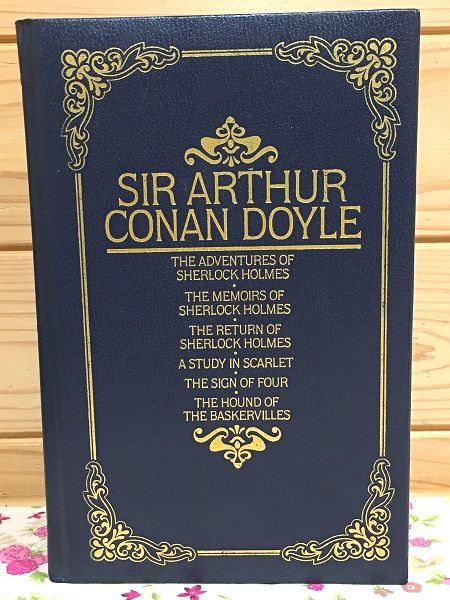 SIR ARTHUR
CONAN DOYLE
THE ADVENTURES OF
SHERLOCK HOLMES
•
THE MEMOIRS OF
SHERLOCK HOLMES
•
THE RETURN OF
SHERLOCK HOLMES
•
A STUDY IN SCARLET
•
THE SIGN OF FOUR
•
THE HOUND OF
THE BASKERVILLES